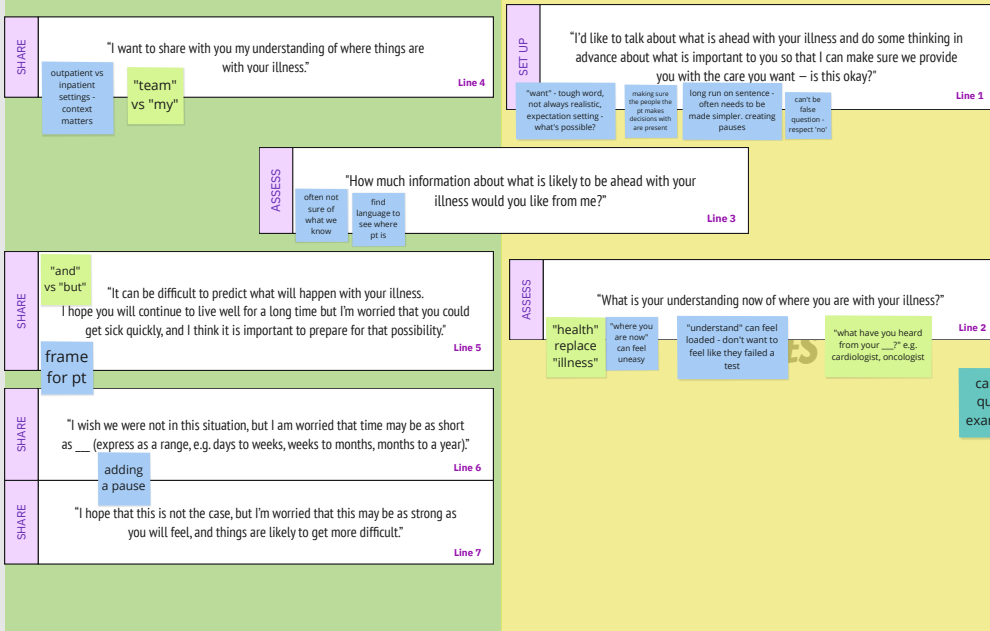 SHARE
"I want to share with you my understanding of where things are
with your illness."
Line 4
outpatient vs
inpatient
settings -
context
matters
"team"
vs "my"
SET UP
"I'd like to talk about what is ahead with your illness and do some thinking in
advance about what is important to you so that I can make sure we provide
you with the care you want — is this okay?"
Line 1
"want" - tough word,
not always realistic,
expectation setting -
what's possible?
making sure
the people the
pt makes
decisions with
are present
long run on sentence -
often needs to be
made simpler. creating
pauses
can't be
false
question -
respect 'no'
ASSESS
"How much information about what is likely to be ahead with your
illness would you like from me?"
Line 3
often not
sure of
what we
know
find
language to
see where
pt is
SHARE
"and"
vs "but"
"It can be difficult to predict what will happen with your illness.
I hope you will continue to live well for a long time but I'm worried that you could
get sick quickly, and I think it is important to prepare for that possibility."
Line 5
frame
for pt
ASSESS
"What is your understanding now of where you are with your illness?"
Line 2
"health"
replace
"illness"
"where you
are now"
can feel
uneasy
"understand" can feel
loaded - don't want to
feel like they failed a
test
"what have you heard
from your ___?" e.g.
cardiologist, oncologist
SHARE
"I wish we were not in this situation, but I am worried that time may be as short
as ___ (express as a range, e.g. days to weeks, weeks to months, months to a year)."
Line 6
adding
a pause
SHARE
"I hope that this is not the case, but I'm worried that this may be as strong as
you will feel, and things are likely to get more difficult."
Line 7